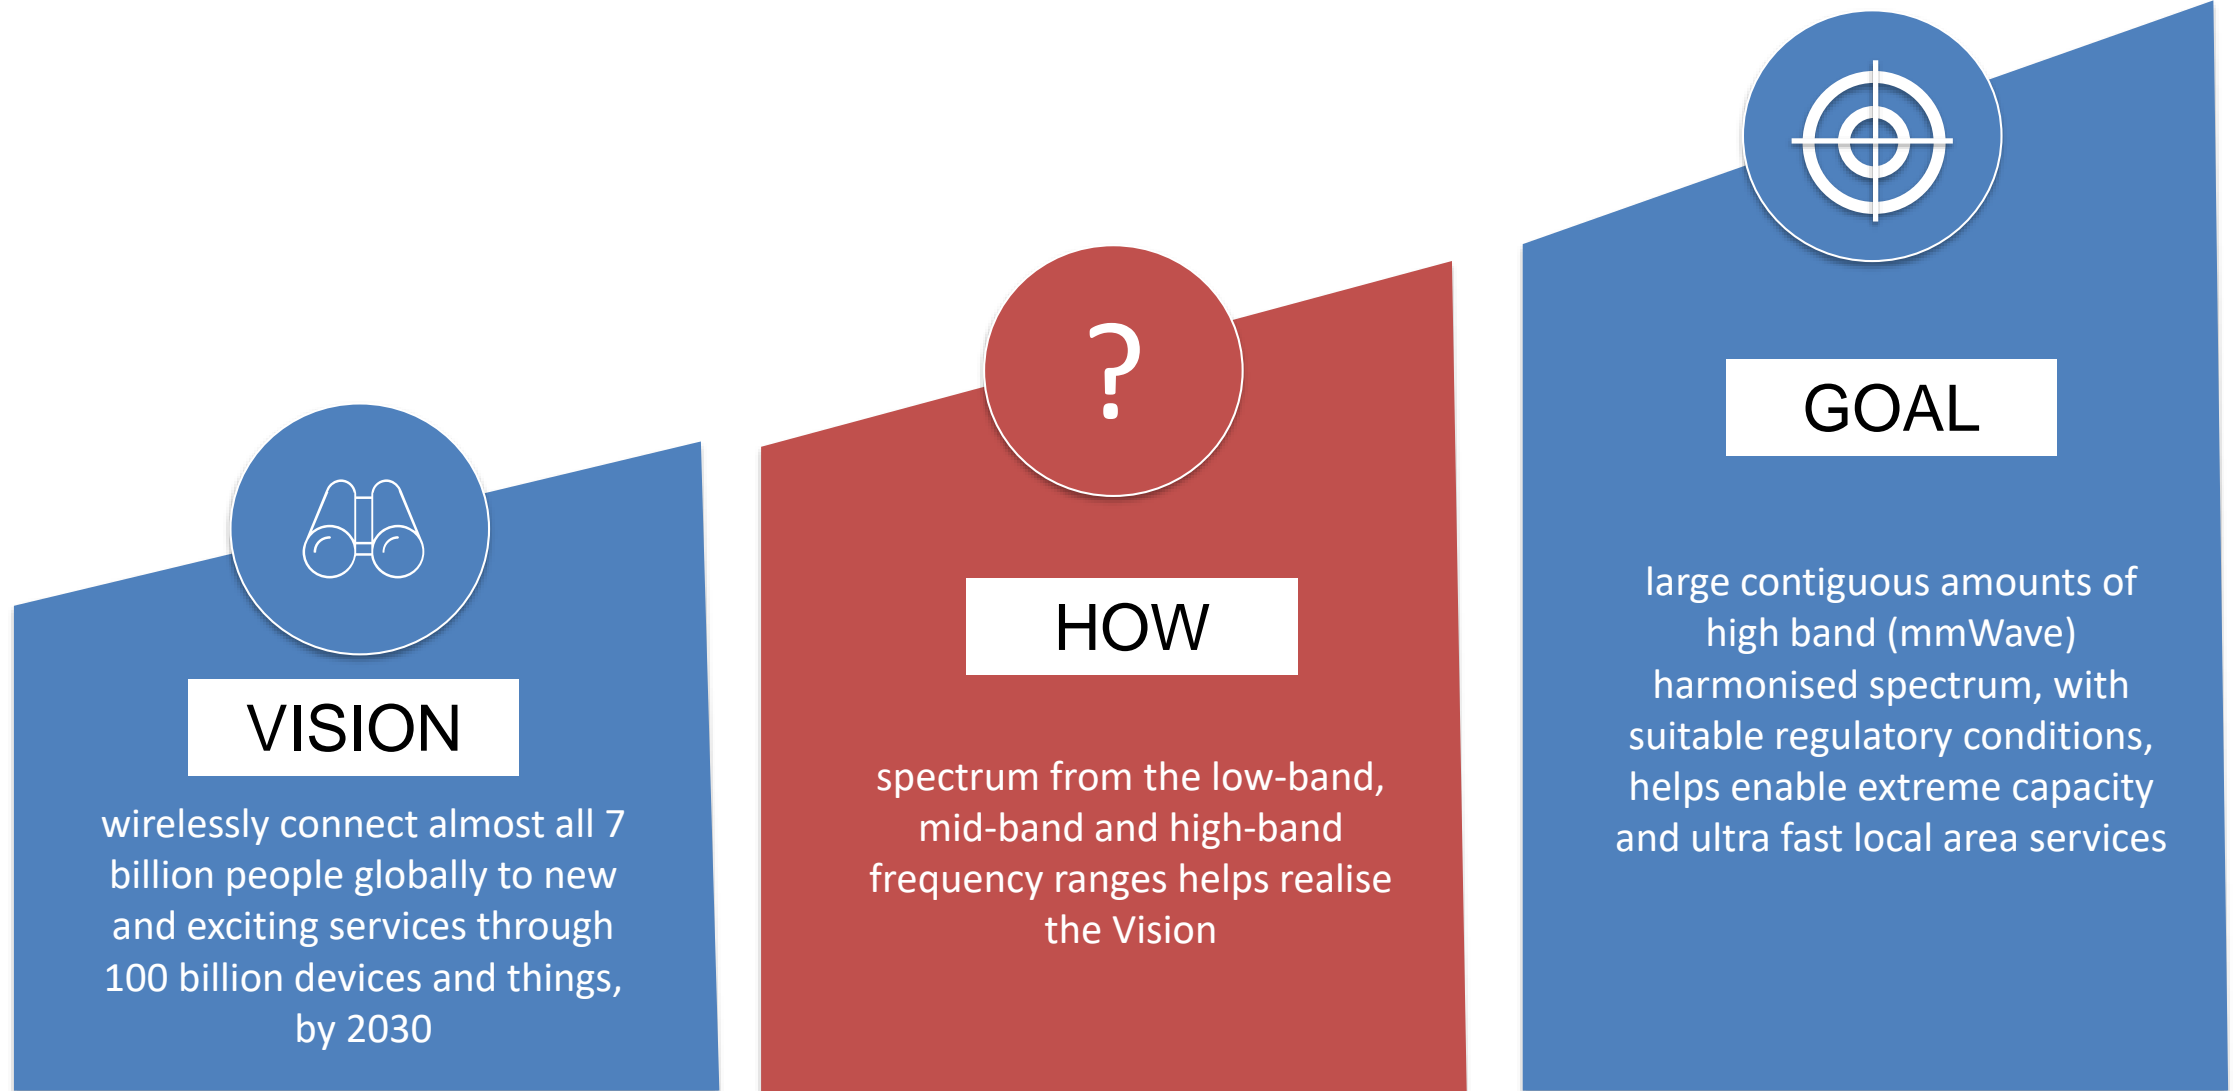 VISION
wirelessly connect almost all 7
billion people globally to new
and exciting services through
100 billion devices and things,
by 2030
?
HOW
spectrum from the low-band,
mid-band and high-band
frequency ranges helps realise
the Vision
GOAL
large contiguous amounts of
high band (mmWave)
harmonised spectrum, with
suitable regulatory conditions,
helps enable extreme capacity
and ultra fast local area services